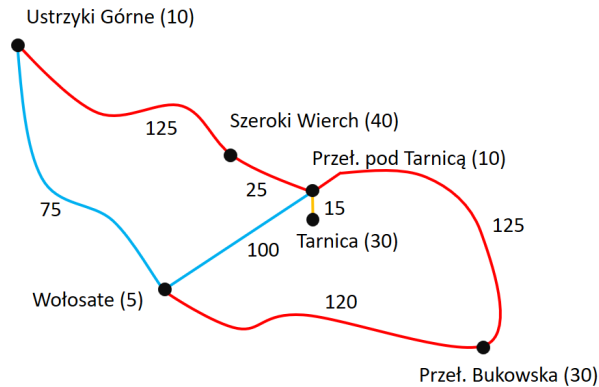 Ustrzyki Górne (10)
125
Szeroki Wierch (40)
Przeł. pod Tarnicą (10)
25
75
15
125
Tarnica (30)
100
Wołosate (5)
120
Przeł. Bukowska (30)